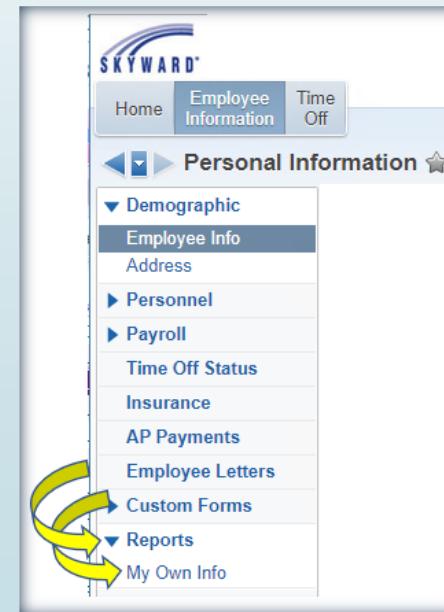 SKYWARD
Home
Employee Information
Time Off
Personal Information
Demographic
Employee Info
Address
Personnel
Payroll
Time Off Status
Insurance
AP Payments
Employee Letters
Custom Forms
Reports
My Own Info